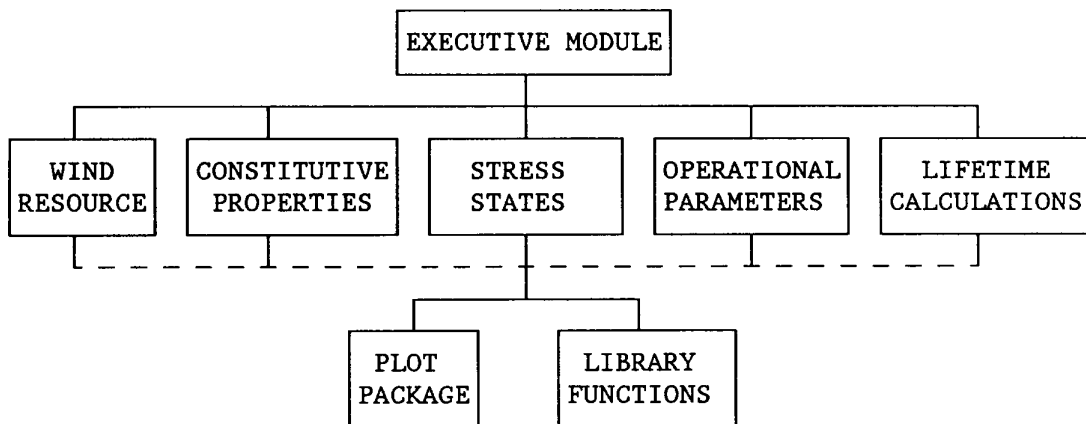 EXECUTIVE MODULE
WIND
RESOURCE
CONSTITUTIVE
PROPERTIES
STRESS
STATES
OPERATIONAL
PARAMETERS
LIFETIME
CALCULATIONS
PLOT
PACKAGE
LIBRARY
FUNCTIONS